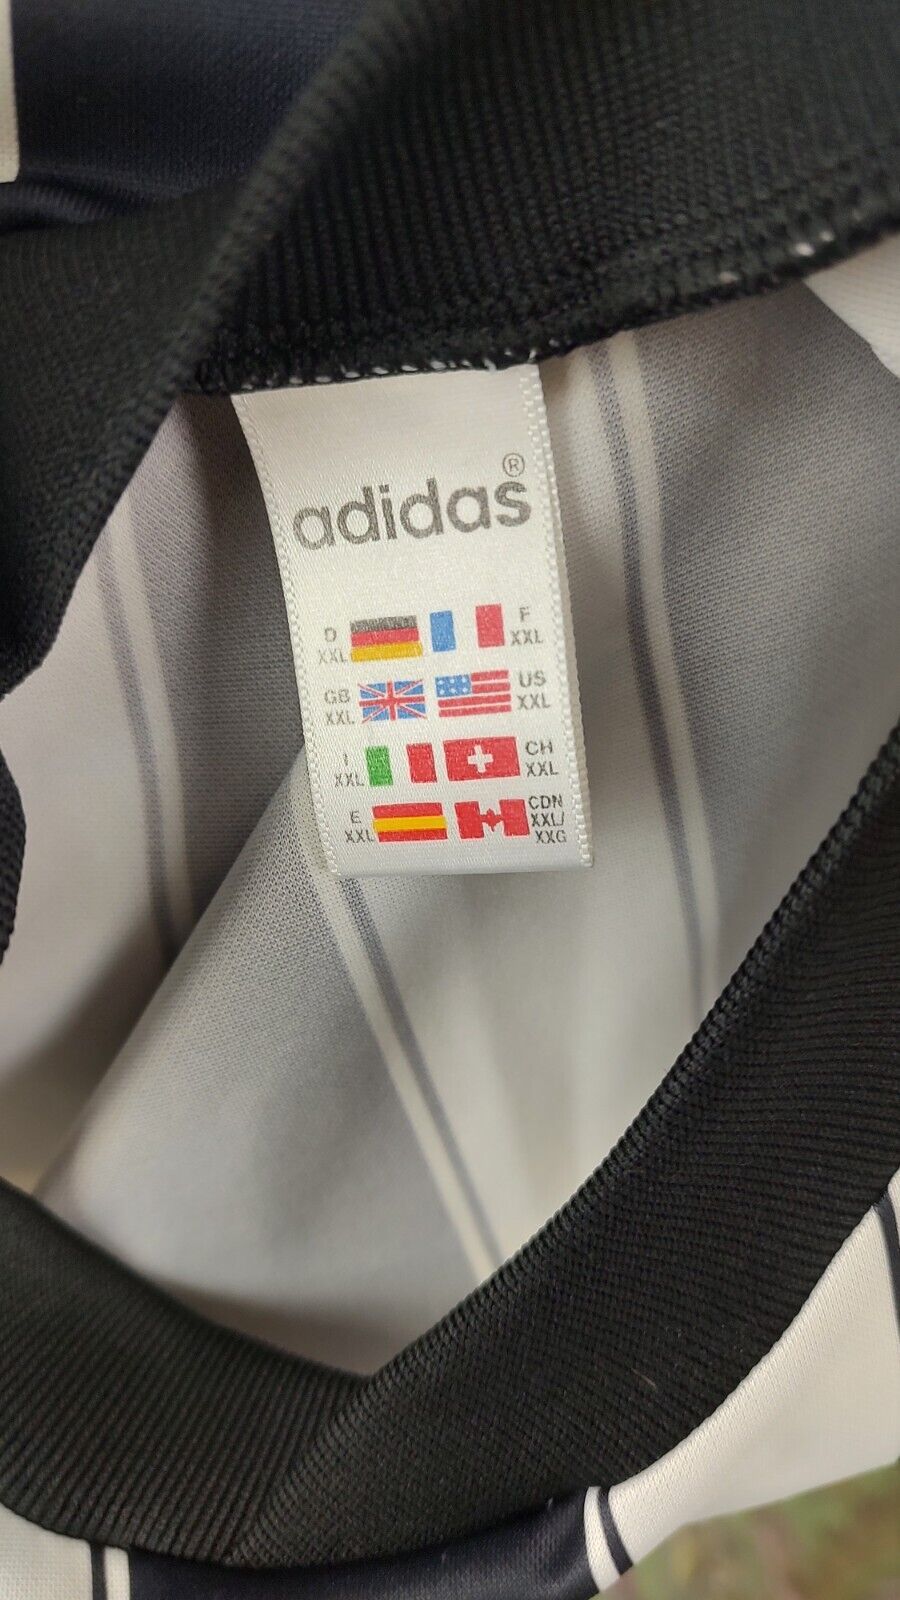 adidas®
D F
XXL XXL
GB US
XXL XXL
I CH
XXL XXL
E CDN
XXL XXL/
XXG